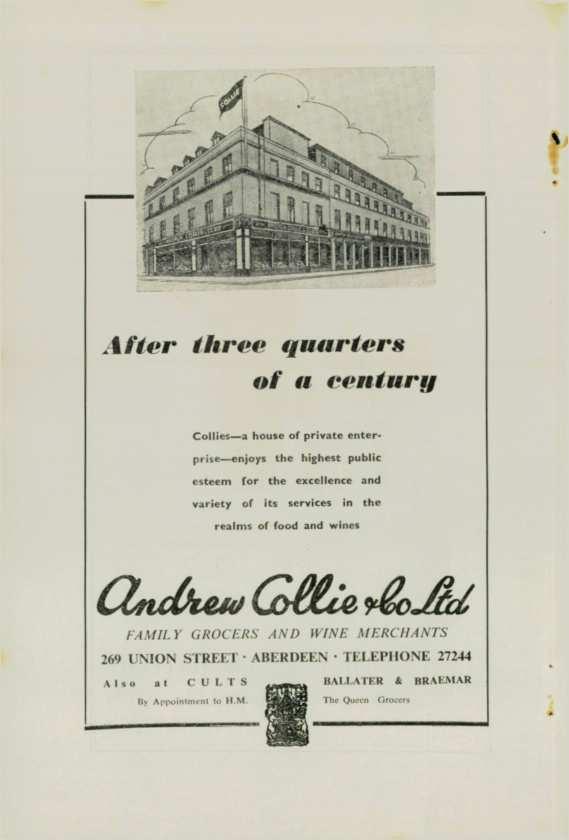 COLLIE
After three quarters
of a century
Collies—a house of private enter-
prise—enjoys the highest public
esteem for the excellence and
variety of its services in the
realms of food and wines
Andrew Collie & Co Ltd
FAMILY GROCERS AND WINE MERCHANTS
269 UNION STREET · ABERDEEN · TELEPHONE 27244
Also at CULTS BALLATER & BRAEMAR
By Appointment to H.M. The Queen Grocers